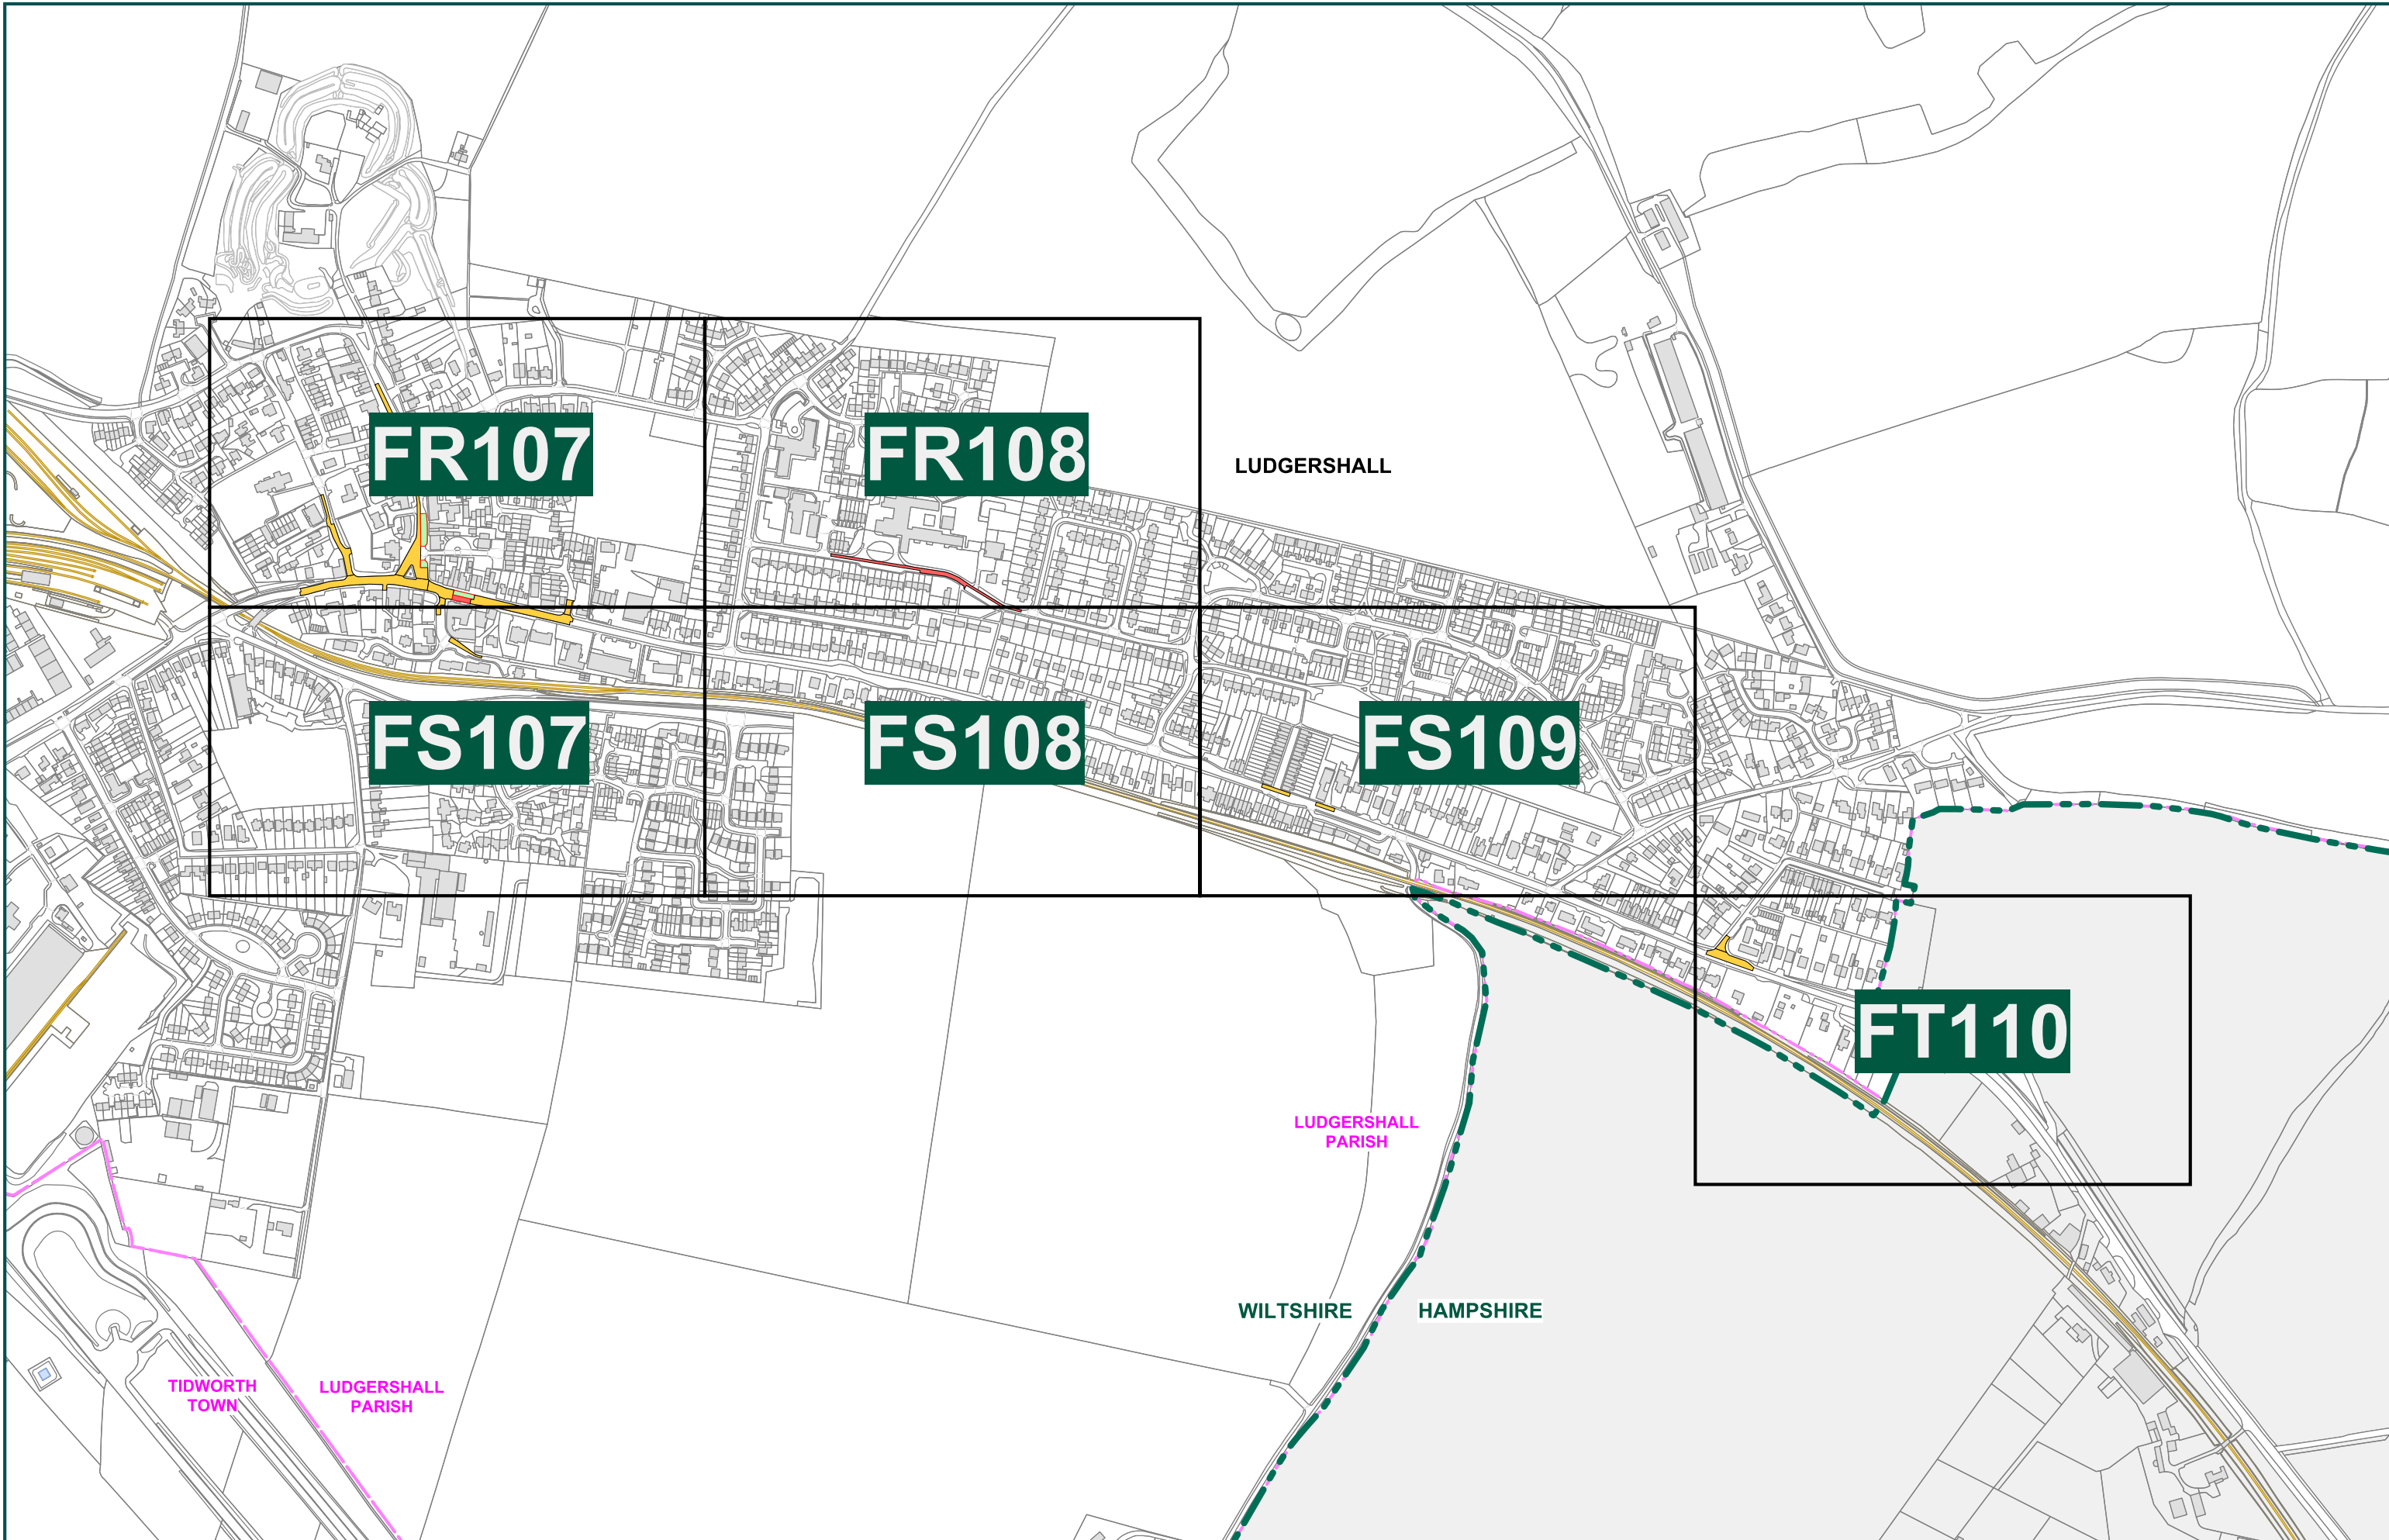 FR107
FR108
LUDGERSHALL
FS107
FS108
FS109
FT110
LUDGERSHALL
PARISH
WILTSHIRE
HAMPSHIRE
TIDWORTH
TOWN
LUDGERSHALL
PARISH